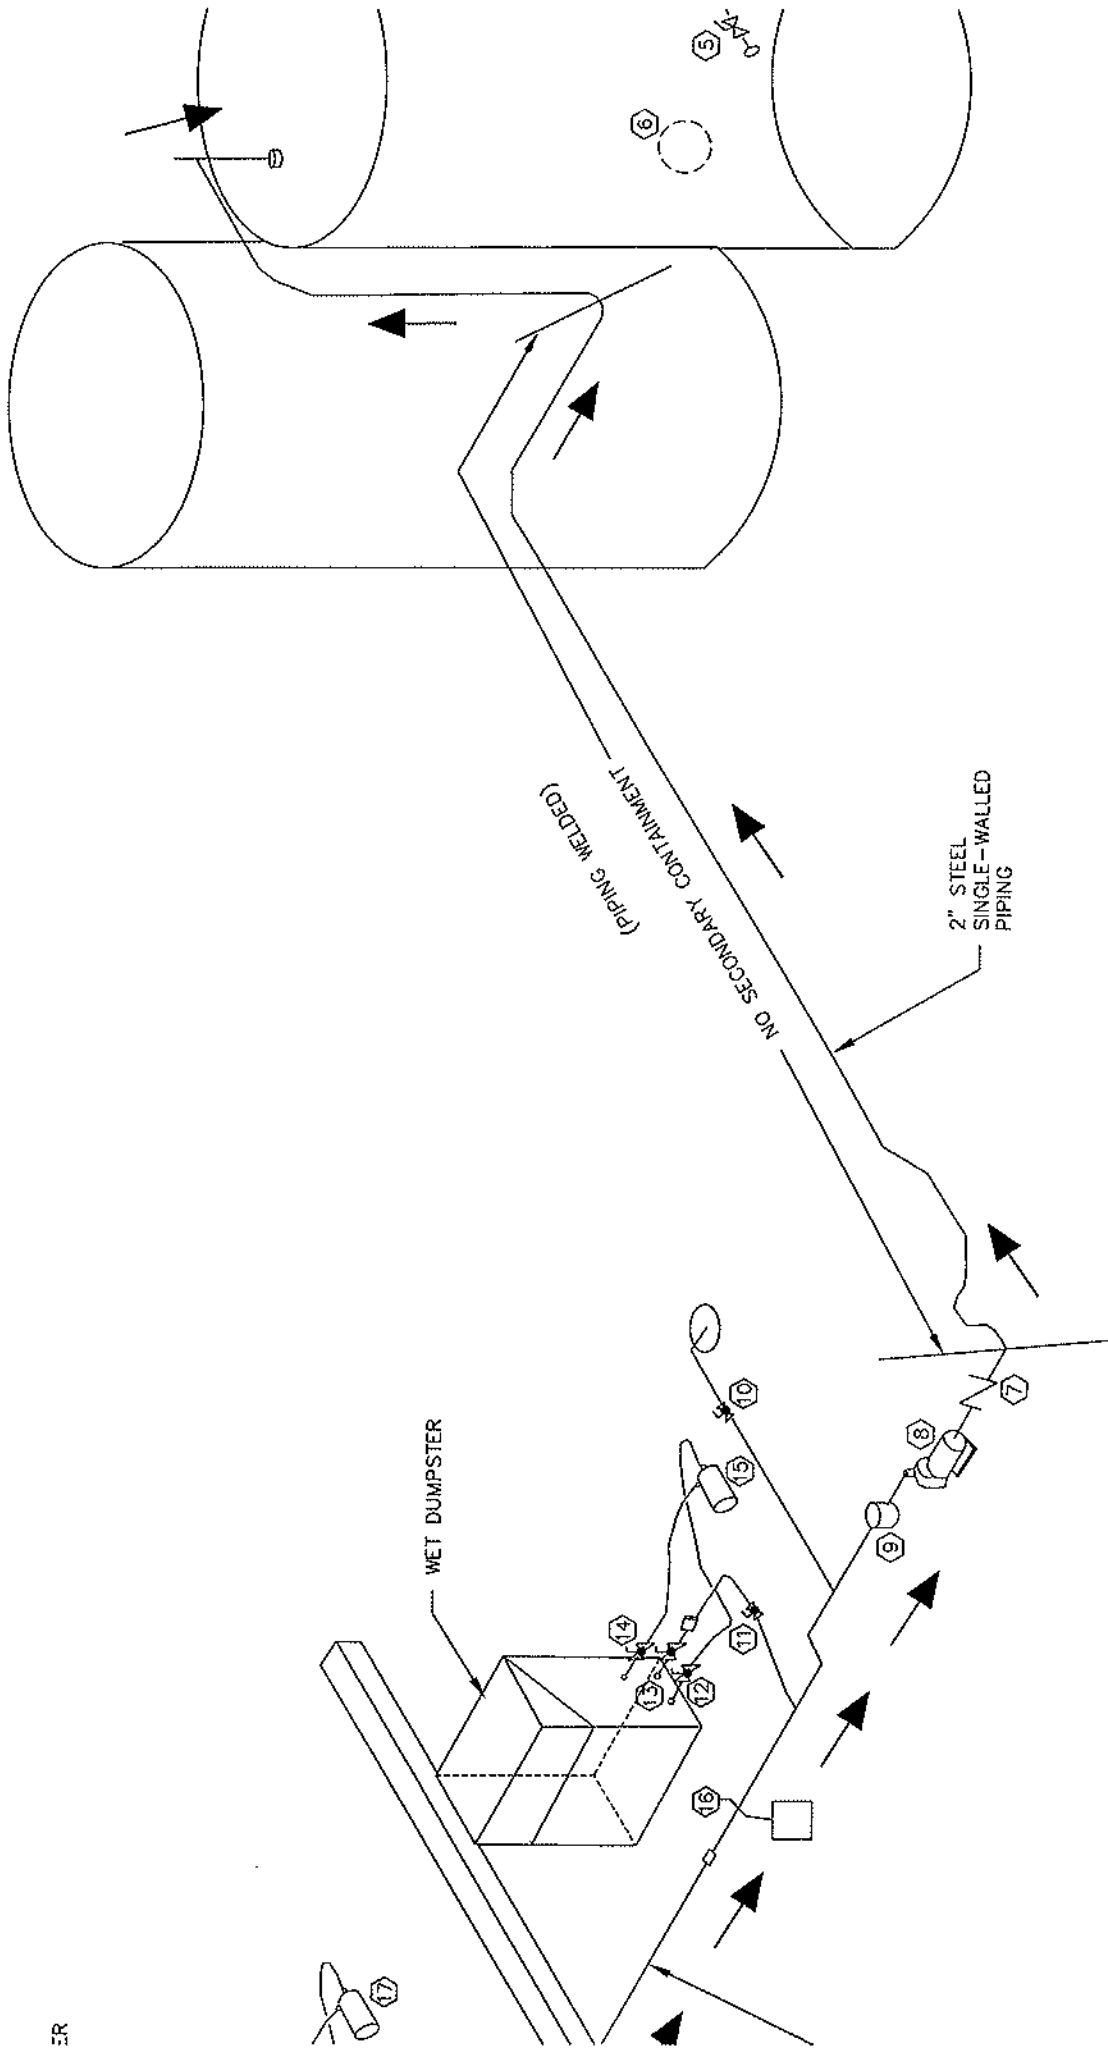 5
6
(PIPING WELDED)
NO SECONDARY CONTAINMENT
2" STEEL
SINGLE-WALLED
PIPING
WET DUMPSTER
7
8
9
10
15
14
13
12
11
16
17
ER